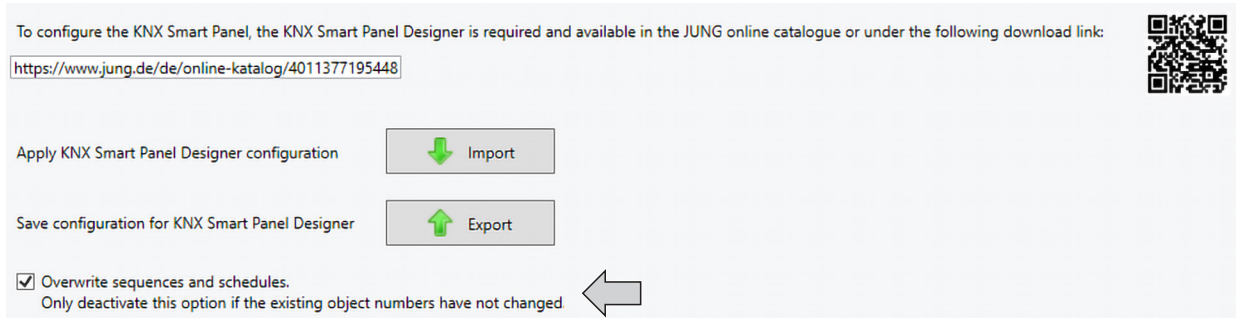 To configure the KNX Smart Panel, the KNX Smart Panel Designer is required and available in the JUNG online catalogue or under the following download link:
https://www.jung.de/de/online-katalog/4011377195448
Apply KNX Smart Panel Designer configuration
Import
Save configuration for KNX Smart Panel Designer
Export
Overwrite sequences and schedules.
Only deactivate this option if the existing object numbers have not changed